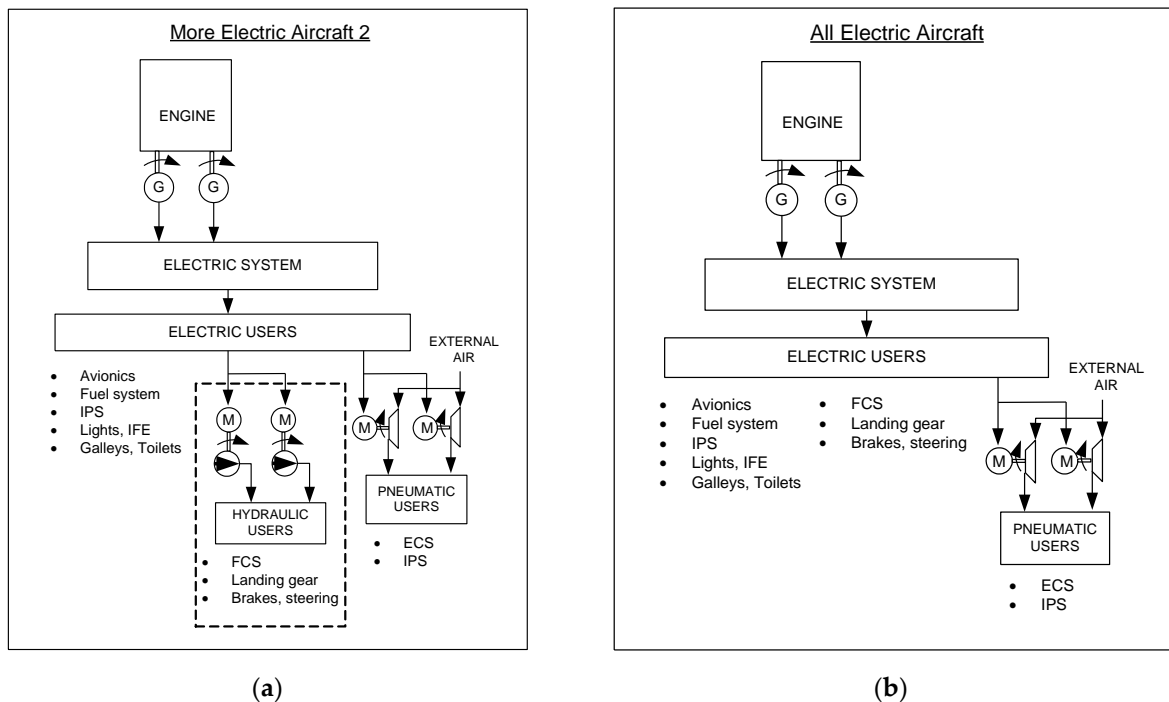 More Electric Aircraft 2
ENGINE
G G
ELECTRIC SYSTEM
ELECTRIC USERS
EXTERNAL
AIR
• Avionics
• Fuel system
• IPS
• Lights, IFE
• Galleys, Toilets
M M
M M
HYDRAULIC
USERS
PNEUMATIC
USERS
• FCS
• Landing gear
• Brakes, steering
• ECS
• IPS
(a)
All Electric Aircraft
ENGINE
G G
ELECTRIC SYSTEM
ELECTRIC USERS
EXTERNAL
AIR
• Avionics
• Fuel system
• IPS
• Lights, IFE
• Galleys, Toilets
• FCS
• Landing gear
• Brakes, steering
M M
PNEUMATIC
USERS
• ECS
• IPS
(b)